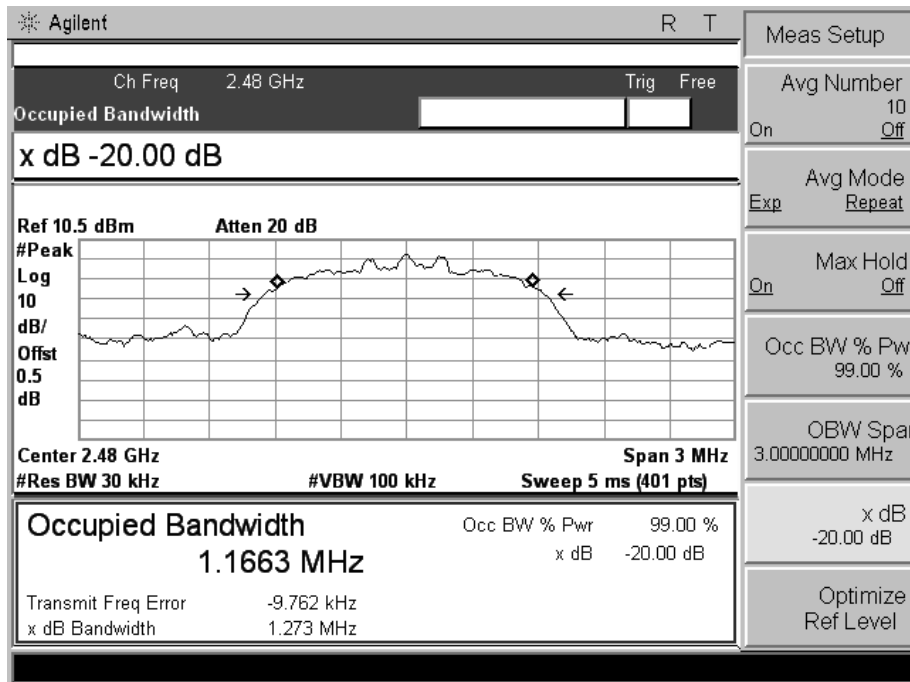 Agilent
R T
Ch Freq 2.48 GHz Trig Free
Occupied Bandwidth
x dB -20.00 dB
Ref 10.5 dBm Atten 20 dB
#Peak
Log
10
dB/
Offst
0.5
dB
Center 2.48 GHz Span 3 MHz
#Res BW 30 kHz #VBW 100 kHz Sweep 5 ms (401 pts)
Occupied Bandwidth
1.1663 MHz
Occ BW % Pwr 99.00 %
x dB -20.00 dB
Transmit Freq Error -9.762 kHz
x dB Bandwidth 1.273 MHz
Meas Setup
Avg Number
10
On Off
Avg Mode
Exp Repeat
Max Hold
On Off
Occ BW % Pw
99.00 %
OBW Spa
3.00000000 MHz
x dB
-20.00 dB
Optimize
Ref Level